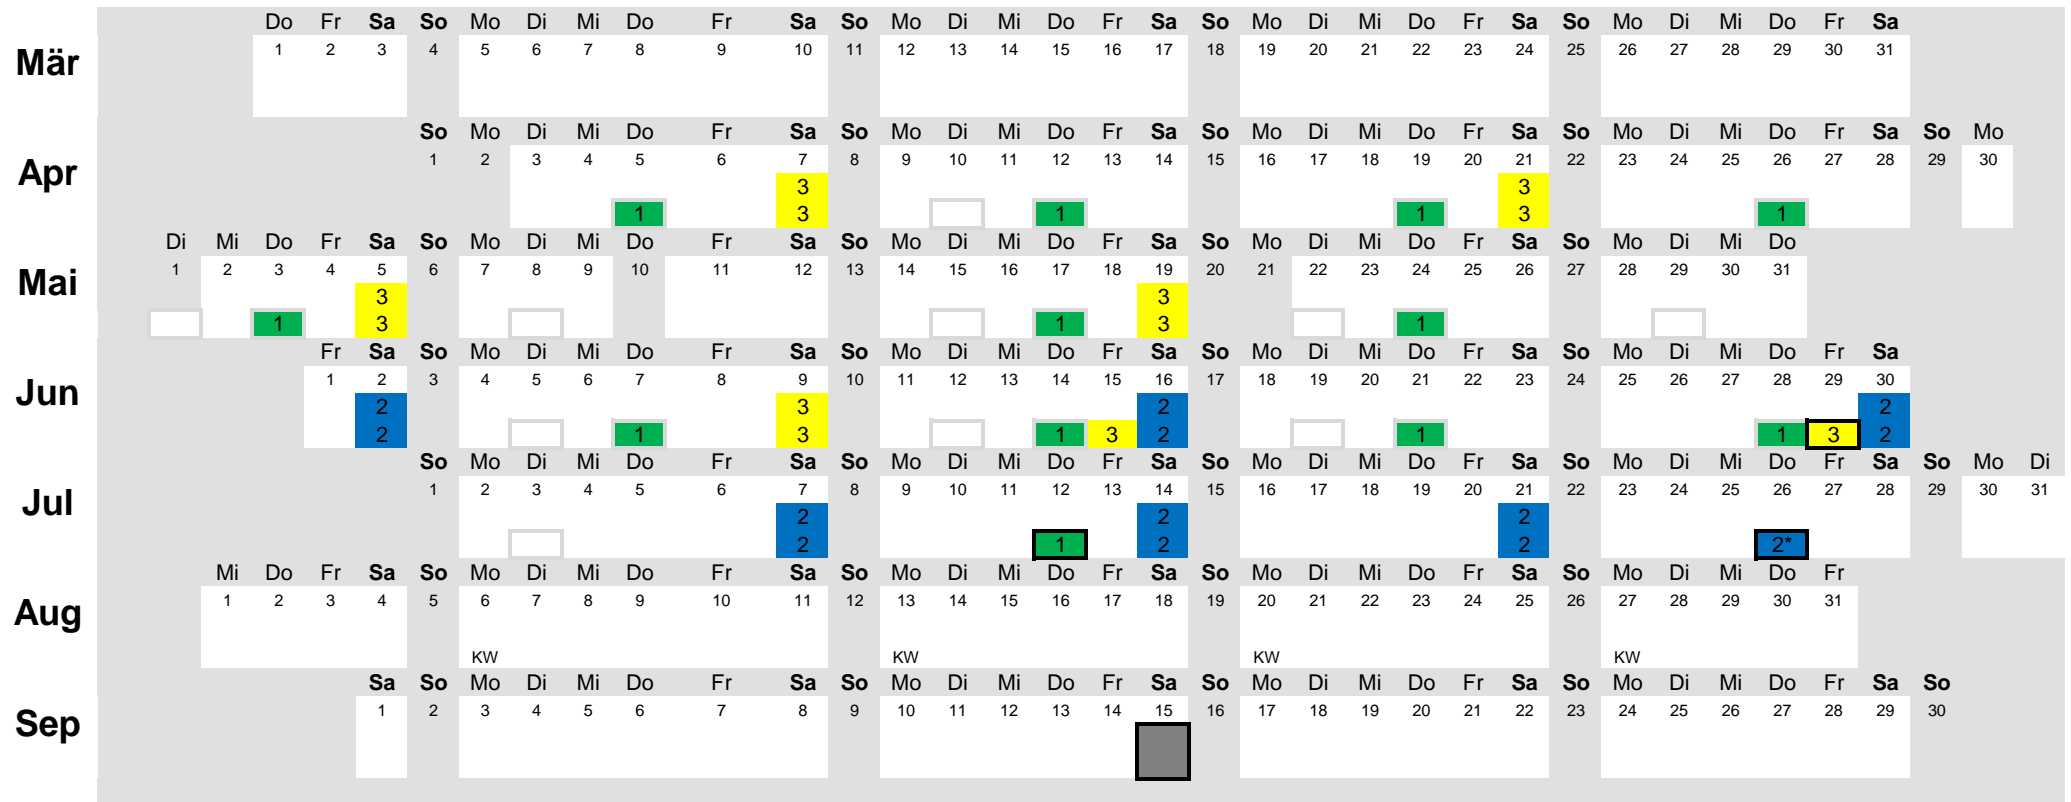 Do Fr Sa So Mo Di Mi Do Fr Sa So Mo Di Mi Do Fr Sa So Mo Di Mi Do Fr Sa So Mo Di Mi Do Fr Sa
Mär 1 2 3 4 5 6 7 8 9 10 11 12 13 14 15 16 17 18 19 20 21 22 23 24 25 26 27 28 29 30 31
So Mo Di Mi Do Fr Sa So Mo Di Mi Do Fr Sa So Mo Di Mi Do Fr Sa So Mo Di Mi Do Fr Sa So Mo
Apr 1 2 3 4 5 6 7 8 9 10 11 12 13 14 15 16 17 18 19 20 21 22 23 24 25 26 27 28 29 30
3 3
1 3 1 1 3 1
Di Mi Do Fr Sa So Mo Di Mi Do Fr Sa So Mo Di Mi Do Fr Sa So Mo Di Mi Do Fr Sa So Mo Di Mi Do
Mai 1 2 3 4 5 6 7 8 9 10 11 12 13 14 15 16 17 18 19 20 21 22 23 24 25 26 27 28 29 30 31
3 3
1 3 1 3 1
Fr Sa So Mo Di Mi Do Fr Sa So Mo Di Mi Do Fr Sa So Mo Di Mi Do Fr Sa So Mo Di Mi Do Fr Sa
Jun 1 2 3 4 5 6 7 8 9 10 11 12 13 14 15 16 17 18 19 20 21 22 23 24 25 26 27 28 29 30
2 3 2 2
2 1 3 1 3 2 1 1 3 2
So Mo Di Mi Do Fr Sa So Mo Di Mi Do Fr Sa So Mo Di Mi Do Fr Sa So Mo Di Mi Do Fr Sa So Mo Di
Jul 1 2 3 4 5 6 7 8 9 10 11 12 13 14 15 16 17 18 19 20 21 22 23 24 25 26 27 28 29 30 31
2 2 2
2 1 2 2 2*
Mi Do Fr Sa So Mo Di Mi Do Fr Sa So Mo Di Mi Do Fr Sa So Mo Di Mi Do Fr Sa So Mo Di Mi Do Fr
Aug 1 2 3 4 5 6 7 8 9 10 11 12 13 14 15 16 17 18 19 20 21 22 23 24 25 26 27 28 29 30 31
KW KW KW KW
Sa So Mo Di Mi Do Fr Sa So Mo Di Mi Do Fr Sa So Mo Di Mi Do Fr Sa So Mo Di Mi Do Fr Sa So
Sep 1 2 3 4 5 6 7 8 9 10 11 12 13 14 15 16 17 18 19 20 21 22 23 24 25 26 27 28 29 30